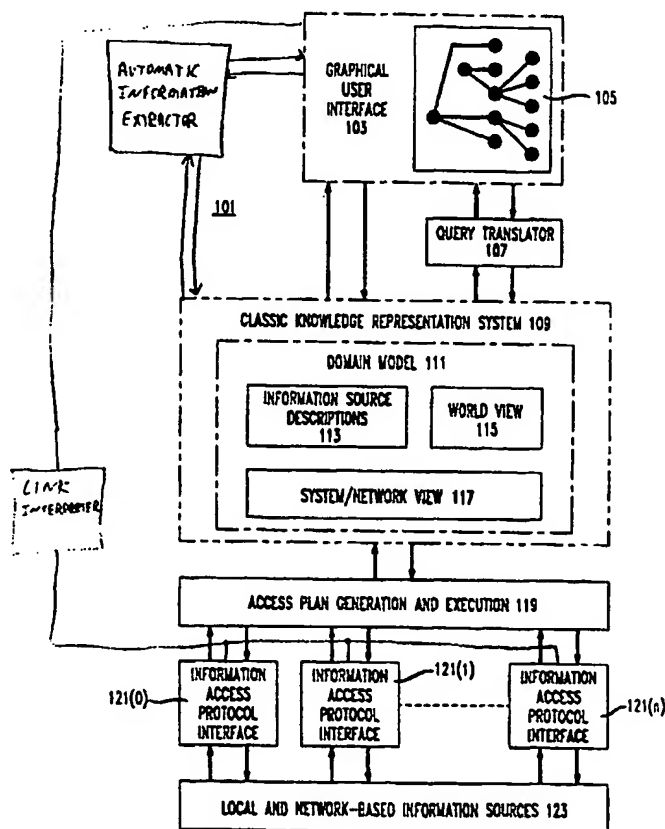 AUTOMATIC
INFORMATION
EXTRACTOR
GRAPHICAL
USER
INTERFACE
103
105
101
QUERY TRANSLATOR
107
CLASSIC KNOWLEDGE REPRESENTATION SYSTEM 109
DOMAIN MODEL 111
INFORMATION SOURCE
DESCRIPTIONS
113
WORLD VIEW
115
SYSTEM/NETWORK VIEW 117
LINK
INTERPRETER
ACCESS PLAN GENERATION AND EXECUTION 119
121(0)
INFORMATION
ACCESS
PROTOCOL
INTERFACE
INFORMATION
ACCESS
PROTOCOL
INTERFACE
121(1)
INFORMATION
ACCESS
PROTOCOL
INTERFACE
121(n)
LOCAL AND NETWORK-BASED INFORMATION SOURCES 123